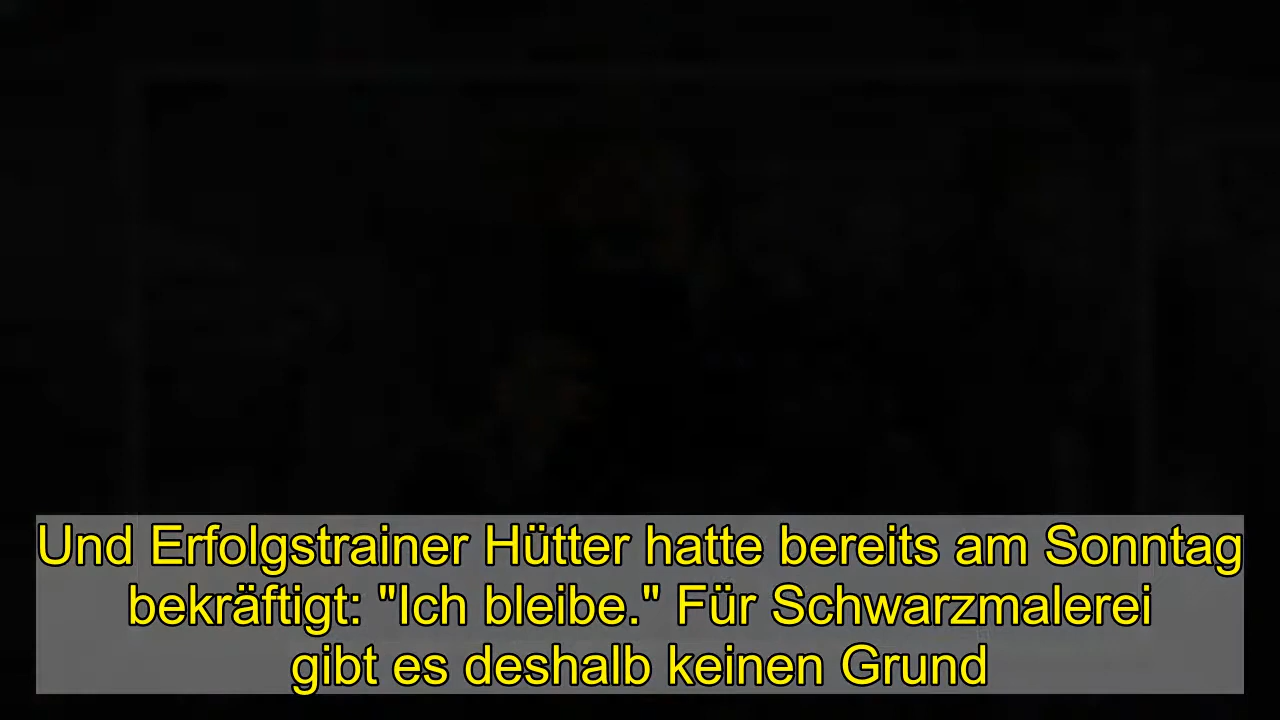 Und Erfolgstrainer Hütter hatte bereits am Sonntag
bekräftigt: "Ich bleibe." Für Schwarzmalerei
gibt es deshalb keinen Grund